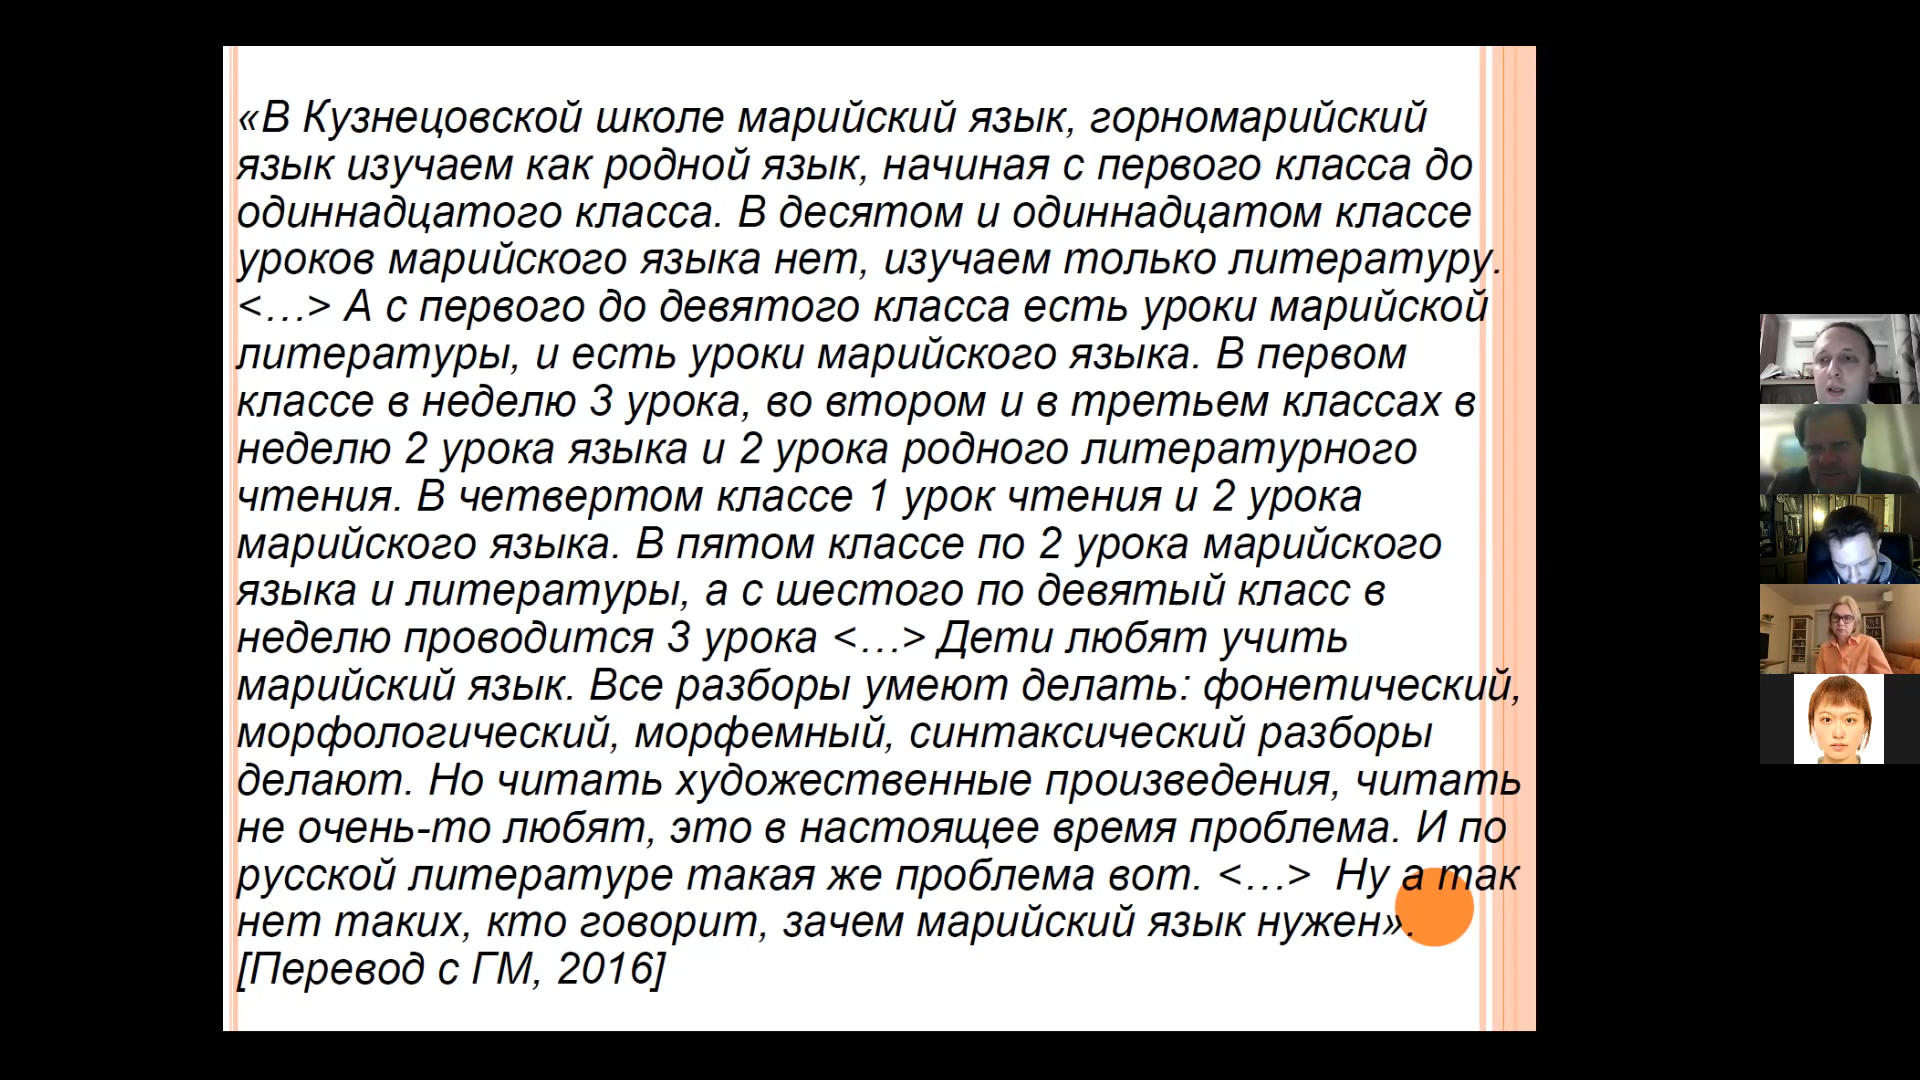 «В Кузнецовской школе марийский язык, горномарийский
язык изучаем как родной язык, начиная с первого класса до
одиннадцатого класса. В десятом и одиннадцатом классе
уроков марийского языка нет, изучаем только литературу.
<…> А с первого до девятого класса есть уроки марийской
литературы, и есть уроки марийского языка. В первом
классе в неделю 3 урока, во втором и в третьем классах в
неделю 2 урока языка и 2 урока родного литературного
чтения. В четвертом классе 1 урок чтения и 2 урока
марийского языка. В пятом классе по 2 урока марийского
языка и литературы, а с шестого по девятый класс в
неделю проводится 3 урока <…> Дети любят учить
марийский язык. Все разборы умеют делать: фонетический,
морфологический, морфемный, синтаксический разборы
делают. Но читать художественные произведения, читать
не очень-то любят, это в настоящее время проблема. И по
русской литературе такая же проблема вот. <…> Ну а так
нет таких, кто говорит, зачем марийский язык нужен».
[Перевод с ГМ, 2016]